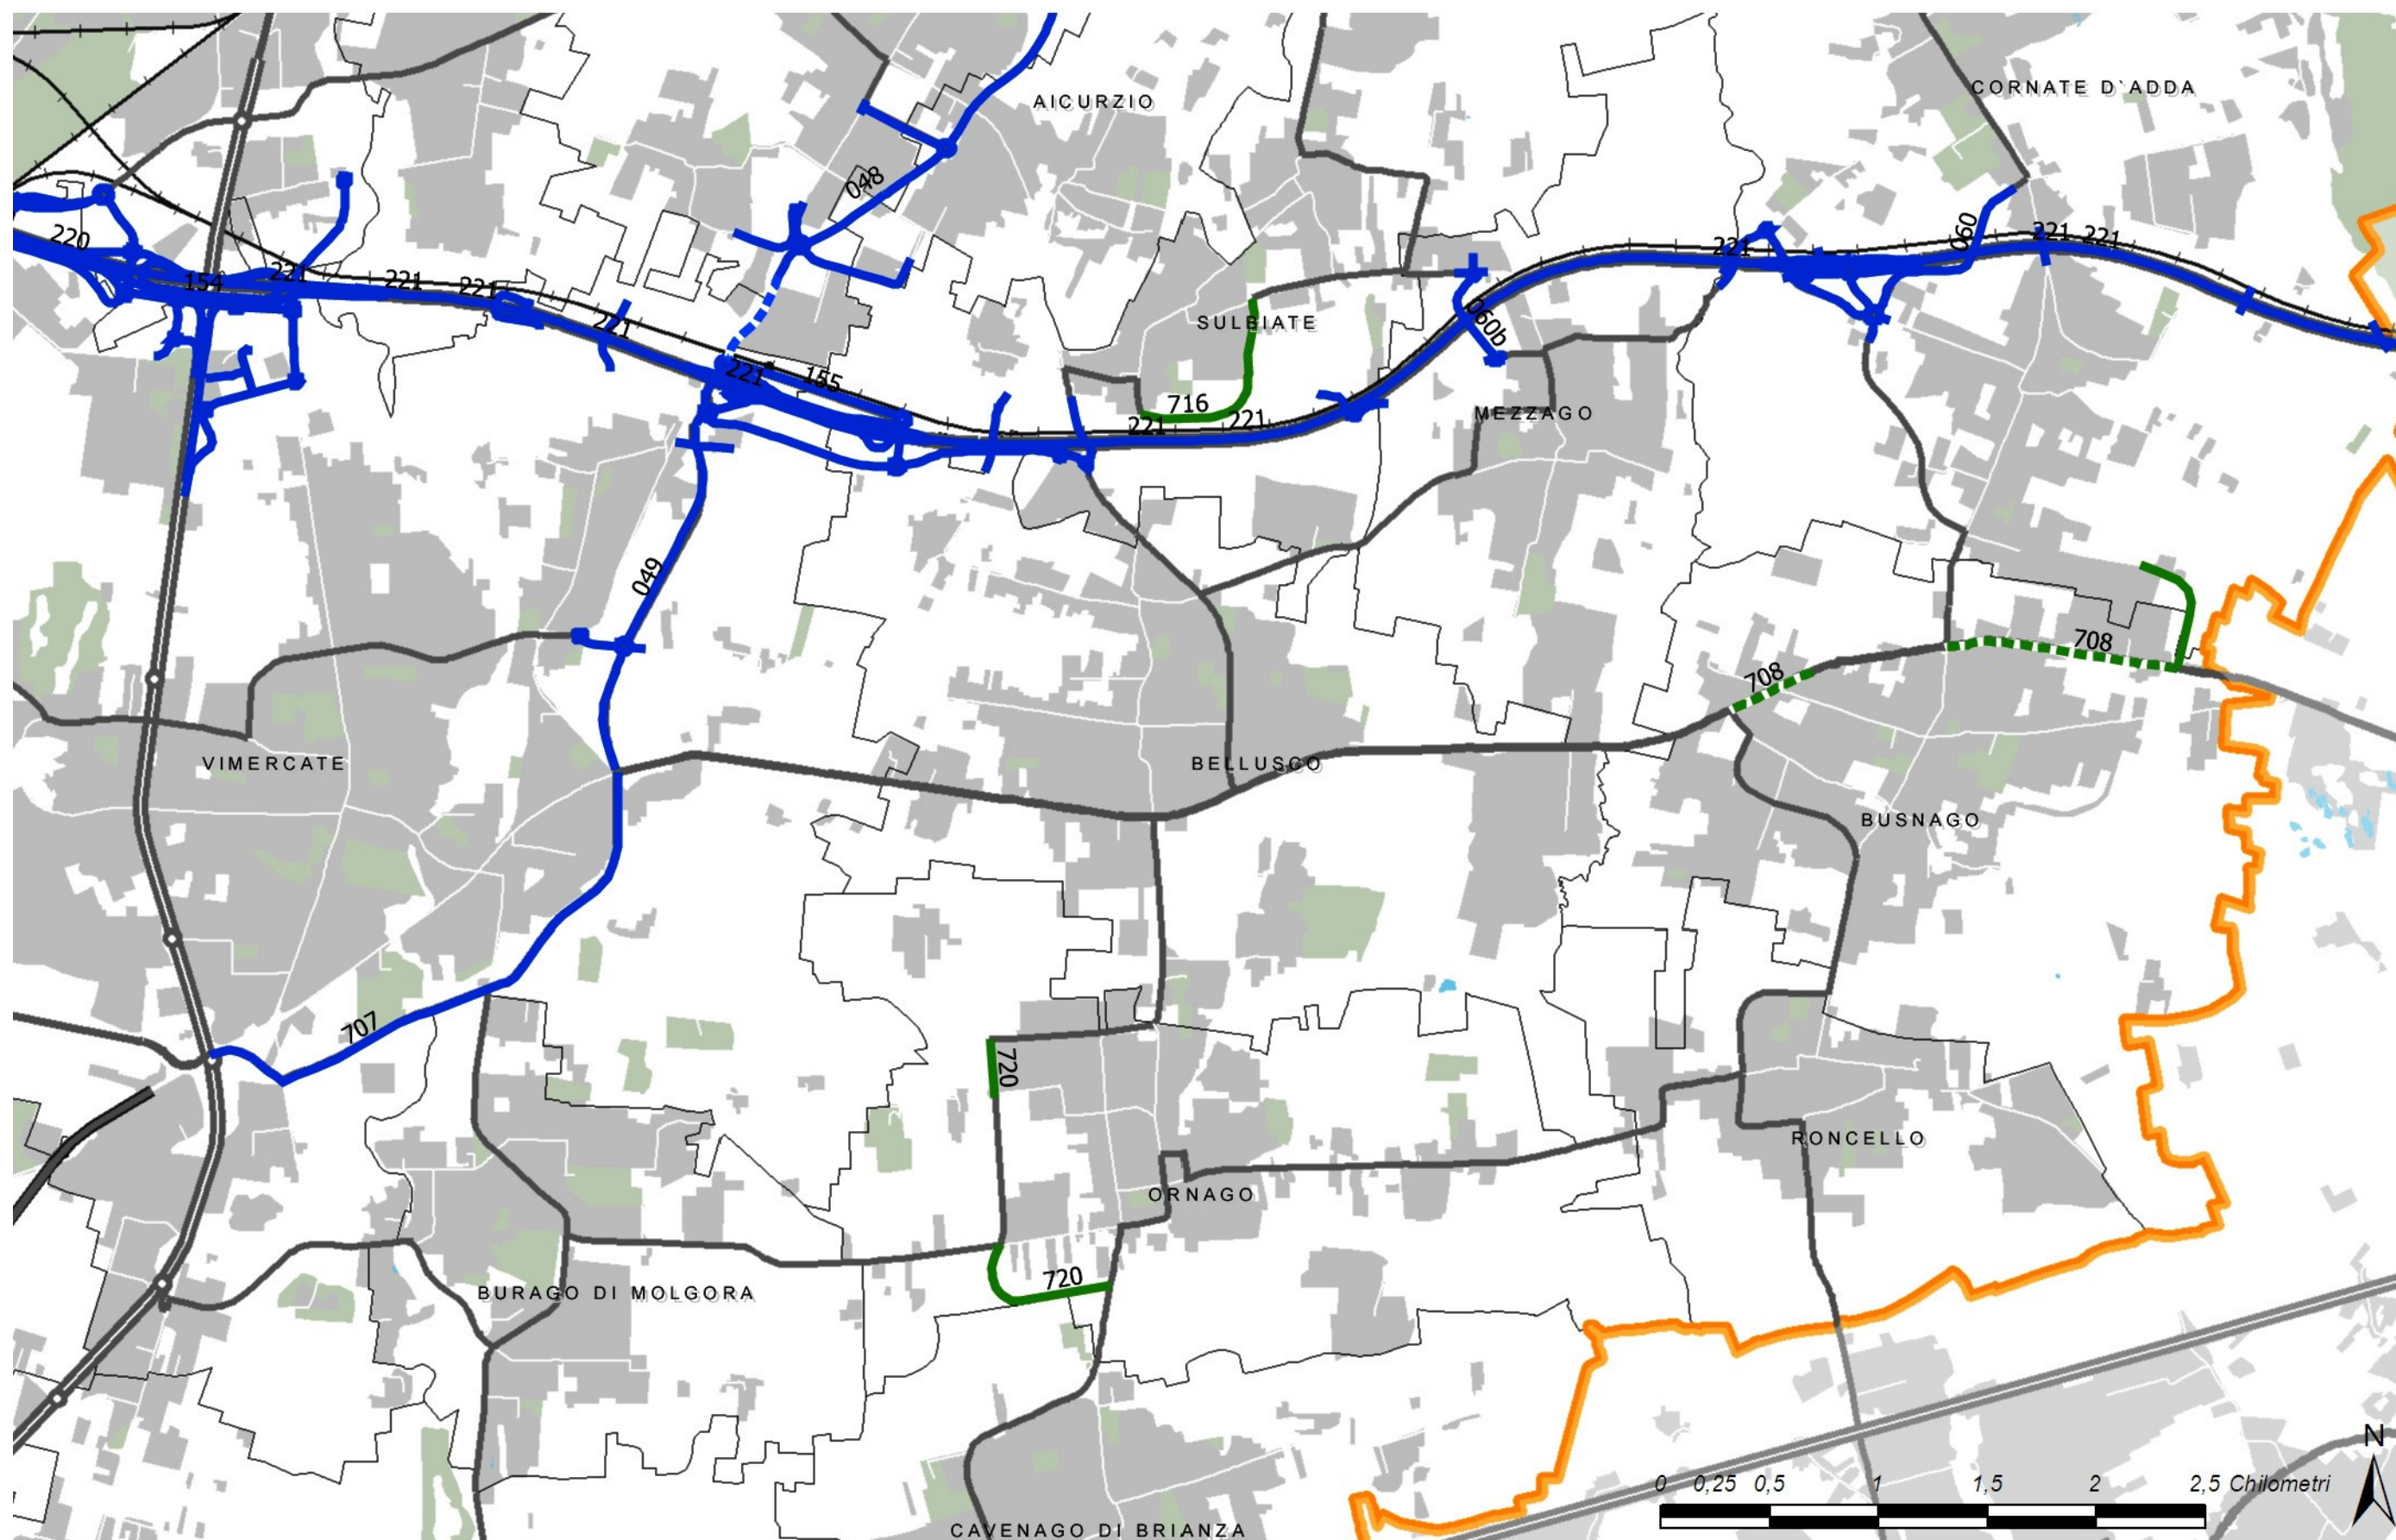 CORNATE D`ADDA
AICURZIO
048
060
220
221
221
221
221
154
221
221
221
SULBIATE
060b
221
155
716
221
221
MEZZAGO
049
708
708
VIMERCATE
BELLUSCO
BUSNAGO
707
720
RONCELLO
ORNAGO
720
BURAGO DI MOLGORA
N
0 0,25 0,5 1 1,5 2 2,5 Chilometri
CAVENAGO DI BRIANZA